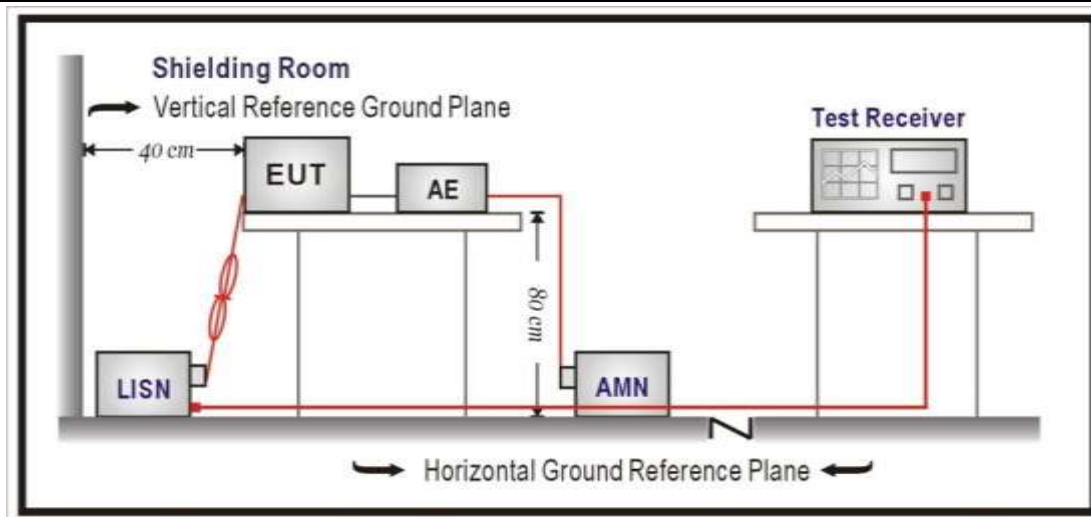 Shielding Room
Vertical Reference Ground Plane
Test Receiver
40 cm
EUT
AE
80 cm
LISN
AMN
Horizontal Ground Reference Plane